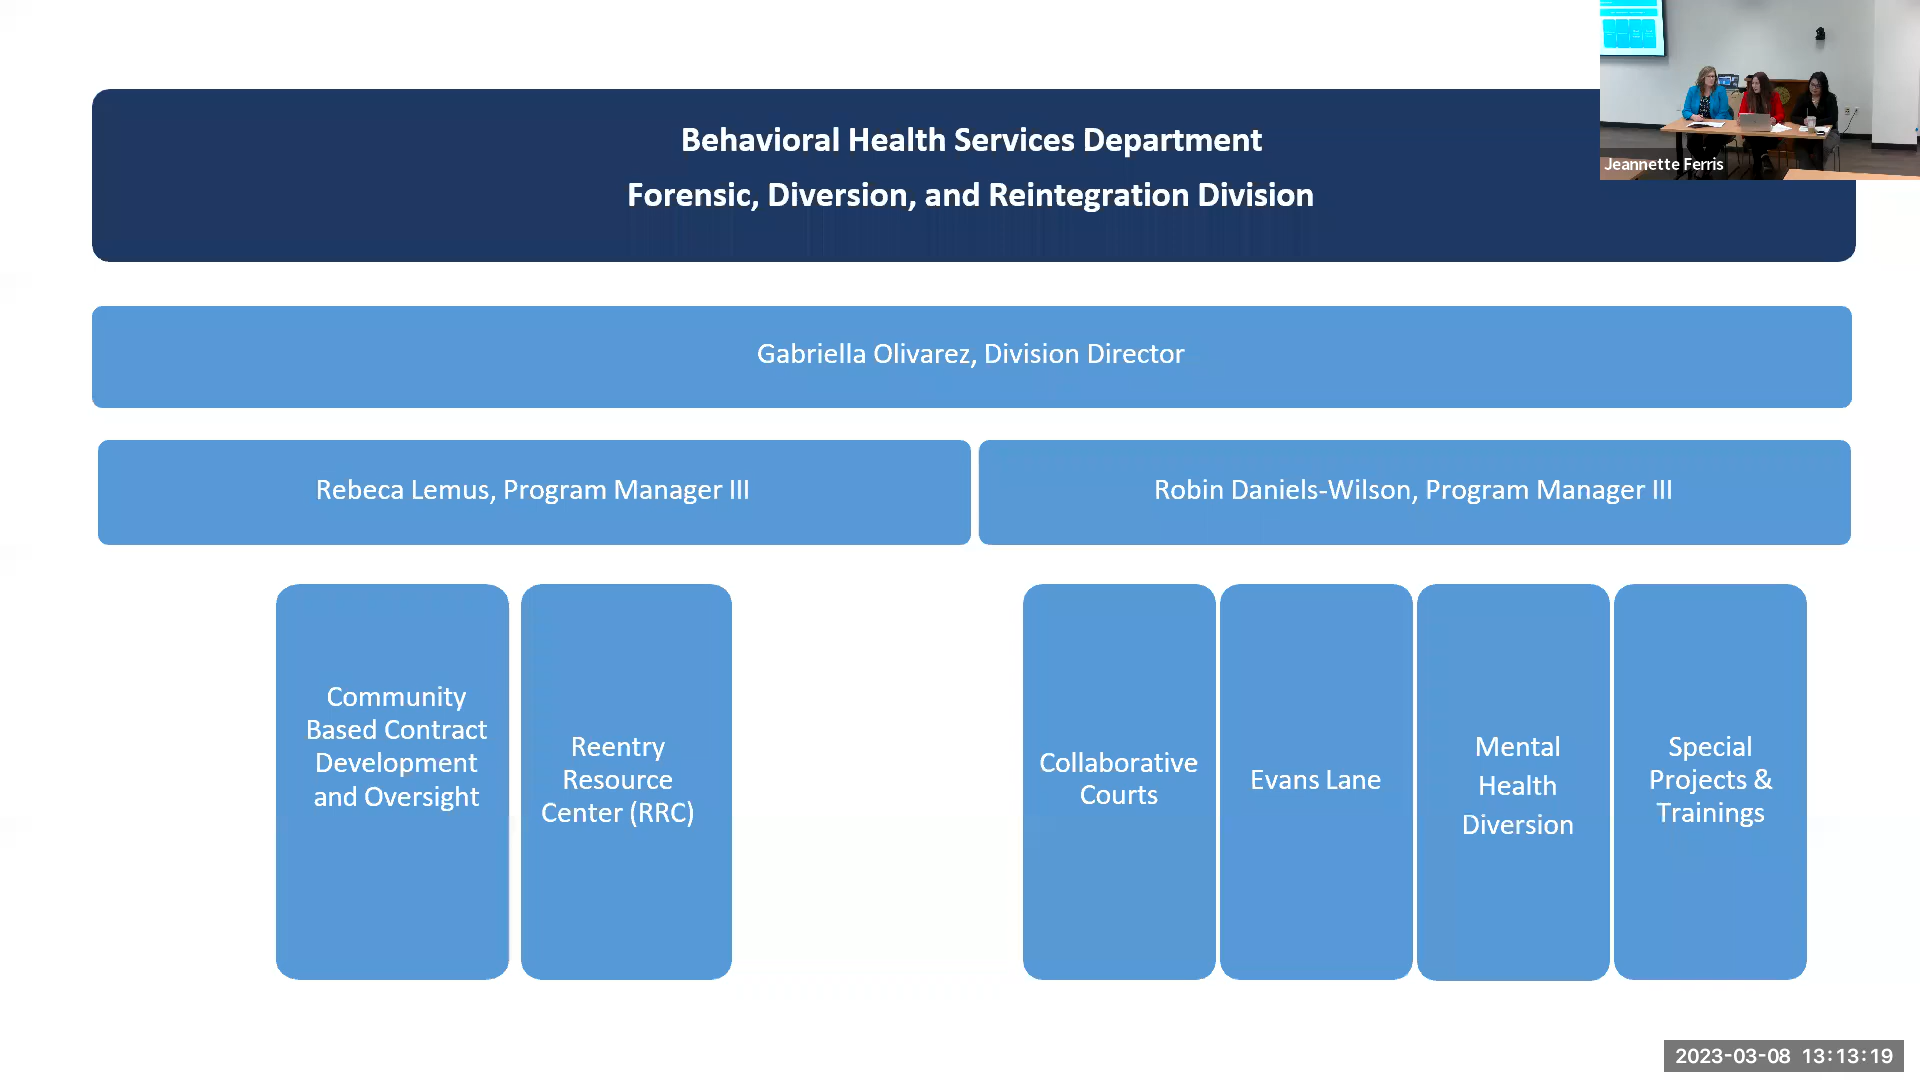 Behavioral Health Services Department
Forensic, Diversion, and Reintegration Division
Jeannette Ferris
Gabriella Olivarez, Division Director
Rebeca Lemus, Program Manager III
Robin Daniels-Wilson, Program Manager III
Community
Based Contract
Development
and Oversight
Reentry
Resource
Center (RRC)
Collaborative
Courts
Evans Lane
Mental
Health
Diversion
Special
Projects &
Trainings
2023-03-08 13:13:19